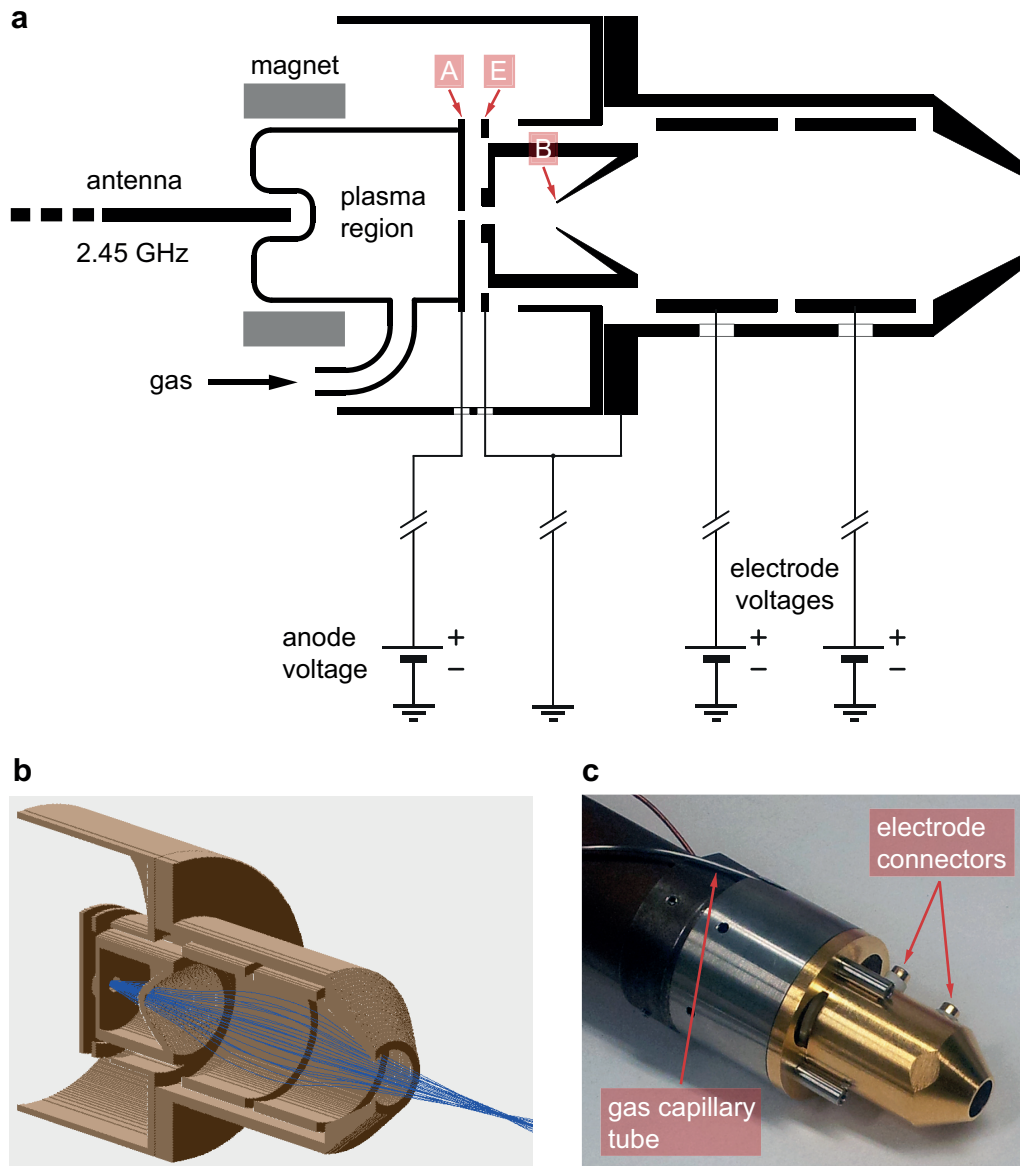 a
magnet
A
E
B
antenna
plasma
region
2.45 GHz
gas
electrode
voltages
anode
voltage
+
−
+
−
+
−
b
c
electrode
connectors
gas capillary
tube